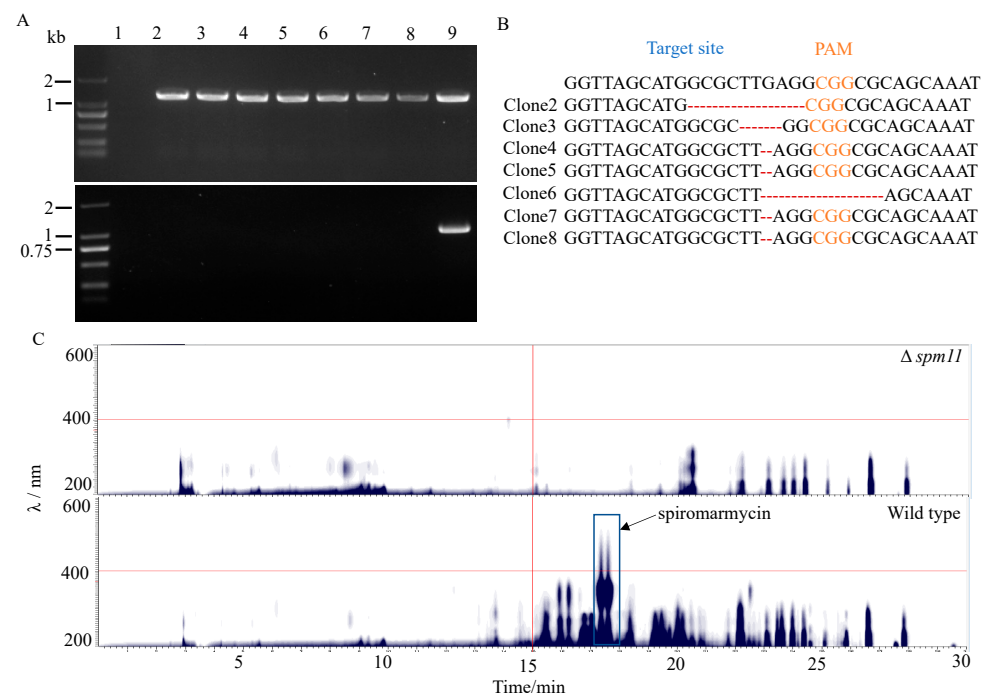 A
kb
1 2 3 4 5 6 7 8 9
2
1
2
1
0.75
B
Target site PAM
GGTTAGCATGGCGCTTGAGGCGGCGCAGCAAAT
Clone2 GGTTAGCATG------------------CGGCGCAGCAAAT
Clone3 GGTTAGCATGGCGC------GGCGGCGCAGCAAAT
Clone4 GGTTAGCATGGCGCTT--AGGCGGCGCAGCAAAT
Clone5 GGTTAGCATGGCGCTT--AGGCGGCGCAGCAAAT
Clone6 GGTTAGCATGGCGCTT-------------------AGCAAAT
Clone7 GGTTAGCATGGCGCTT--AGGCGGCGCAGCAAAT
Clone8 GGTTAGCATGGCGCTT--AGGCGGCGCAGCAAAT
C
600
Δ spm11
400
200
λ / nm
600
Wild type
spiromarmycin
400
200
5 10 15 20 25 30
Time/min